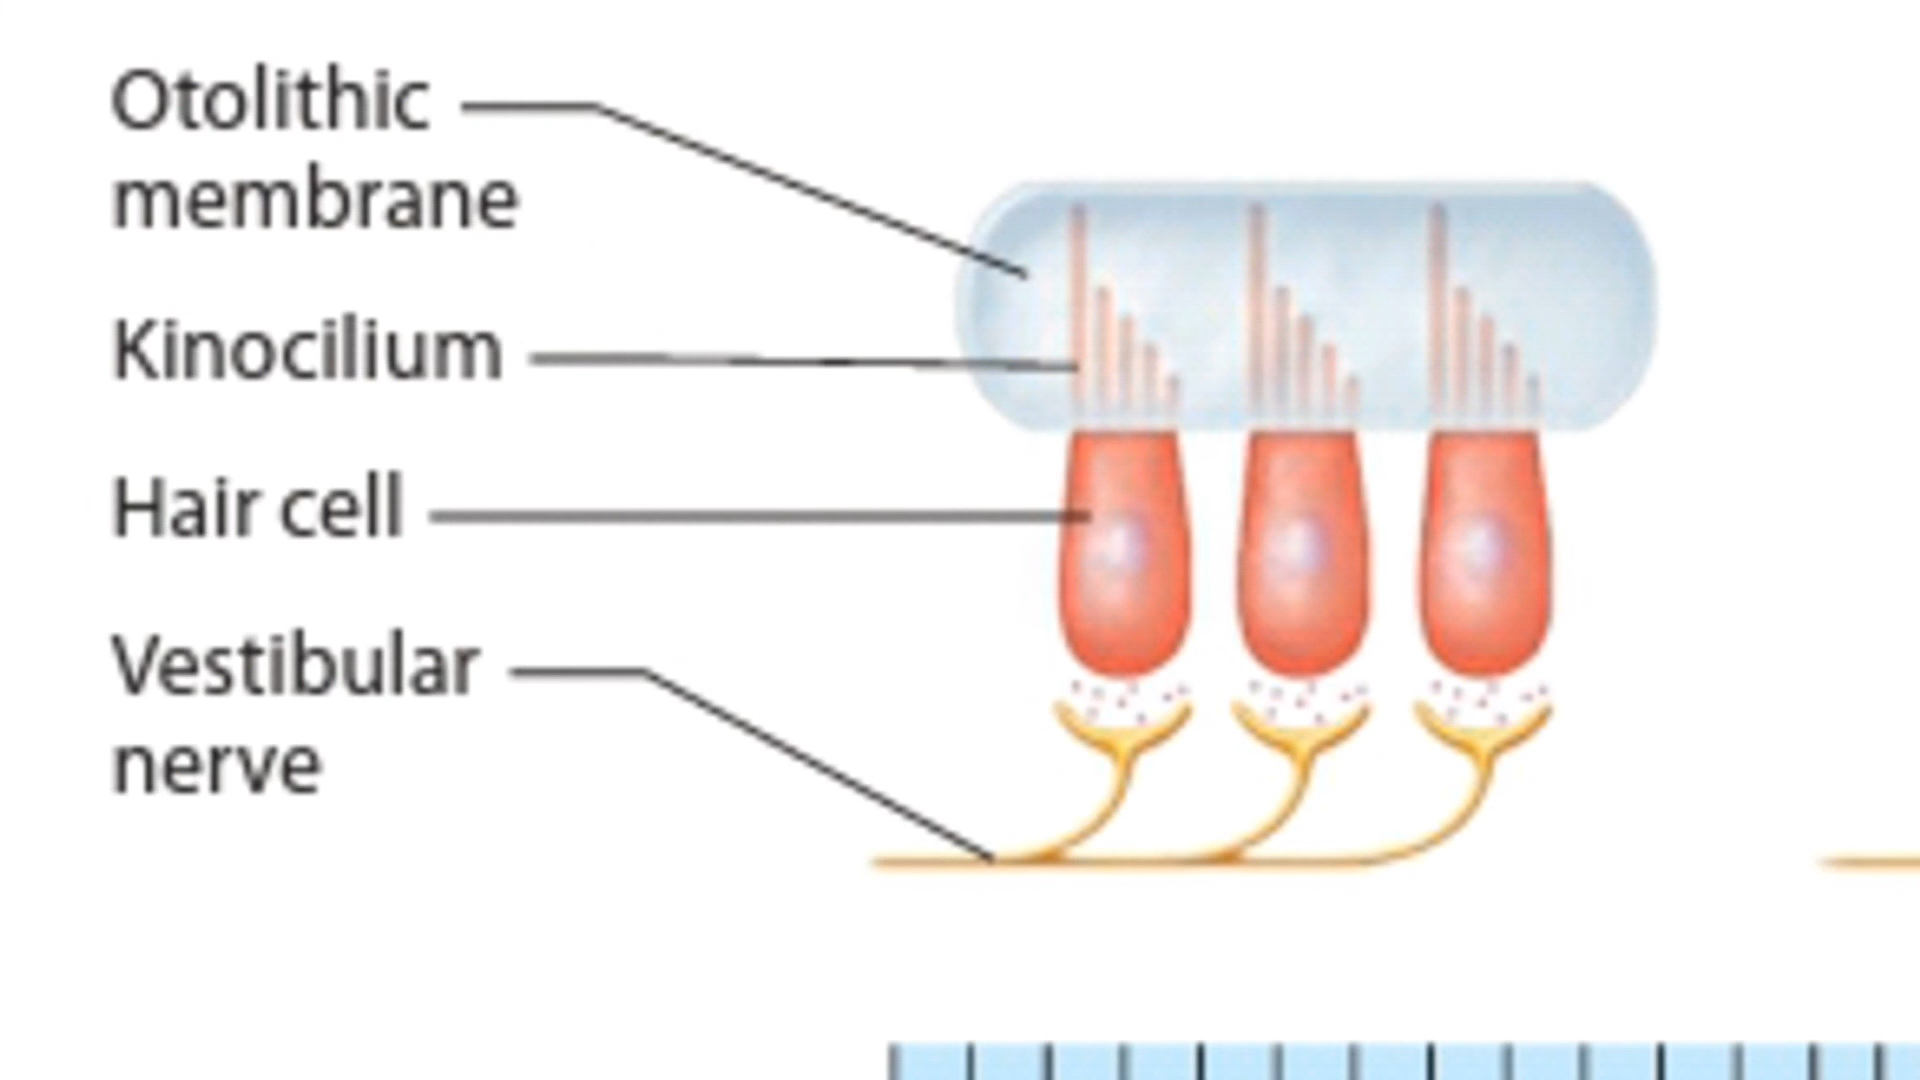 Otolithic
membrane
Kinocilium
Hair cell
Vestibular
nerve